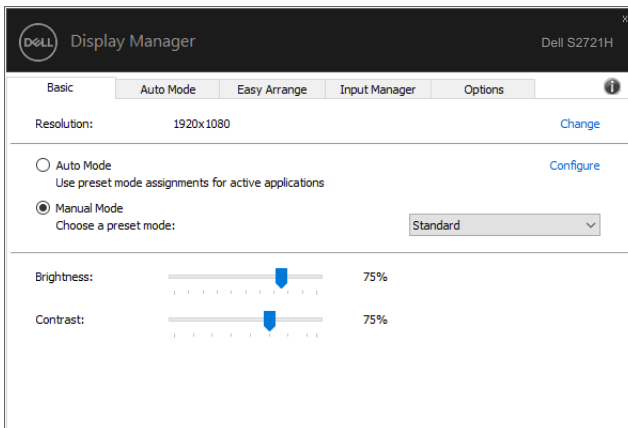 DELL Display Manager
Dell S2721H
x
Basic Auto Mode Easy Arrange Input Manager Options i
Resolution: 1920x1080 Change
Auto Mode Configure
Use preset mode assignments for active applications
Manual Mode
Choose a preset mode: Standard
Brightness: 75%
Contrast: 75%